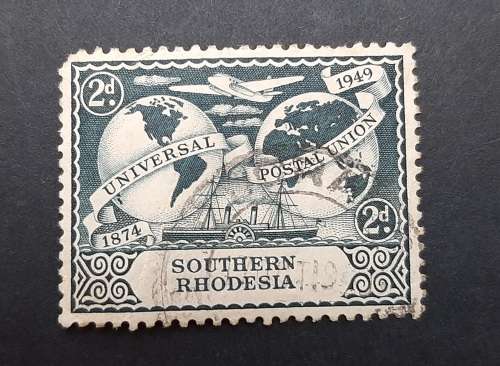 2d.
1949
UNIVERSAL POSTAL UNION
1874
2d.
SOUTHERN
RHODESIA